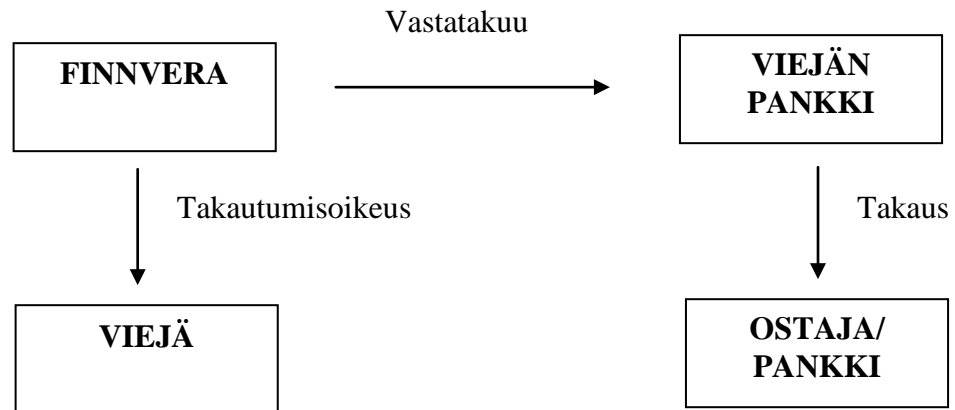 Vastatakuu
FINNVERA
VIEJÄN
PANKKI
Takautumisoikeus
Takaus
VIEJÄ
OSTAJA/
PANKKI